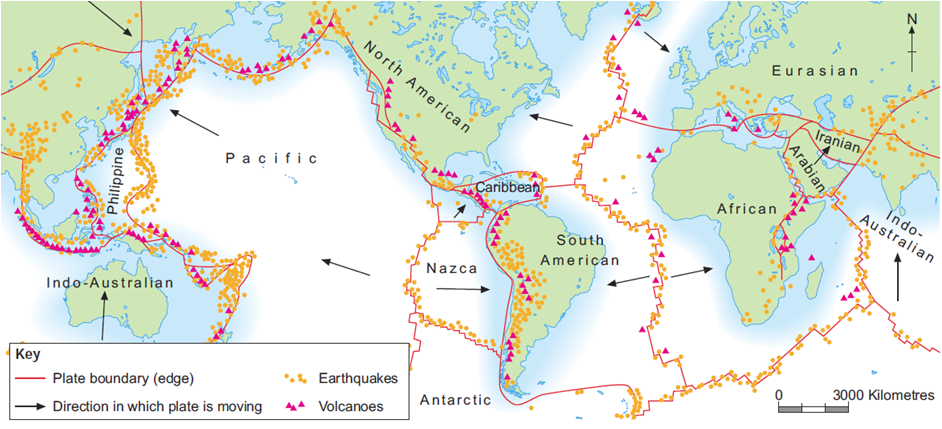 N
North American
Eurasian
Pacific
Philippine
Iranian
Arabian
Caribbean
African
Indo-
Australian
South
American
Nazca
Indo-Australian
Antarctic
Key
Plate boundary (edge)
Earthquakes
Direction in which plate is moving
Volcanoes
0 3000 Kilometres